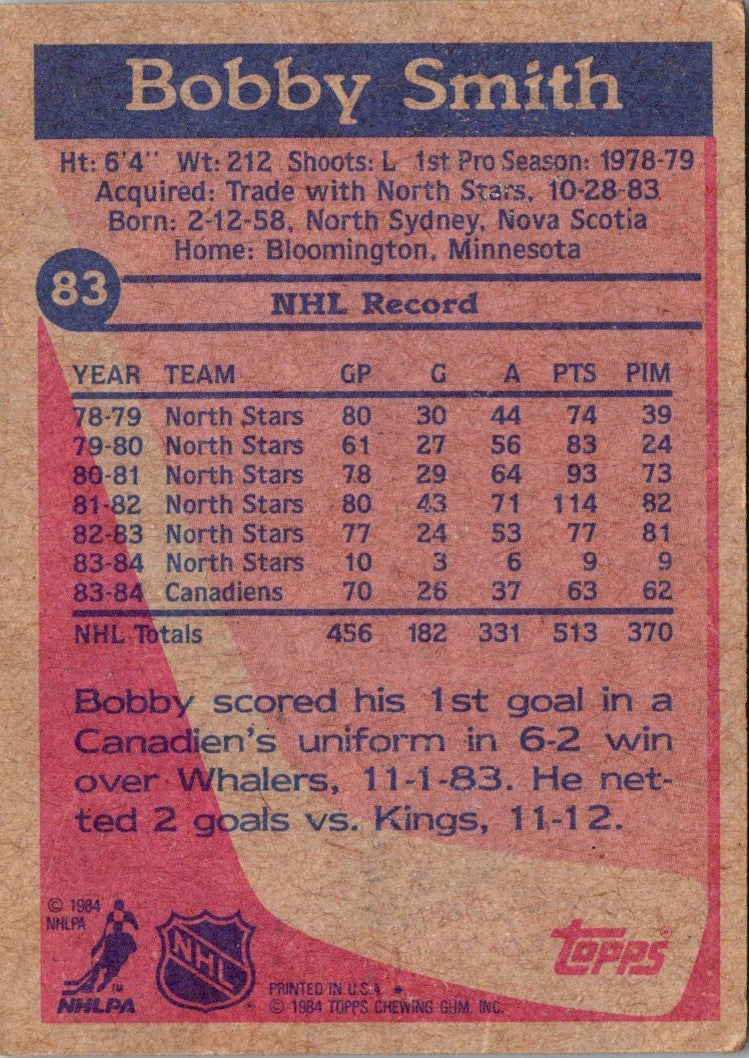 Bobby Smith
Ht: 6'4" Wt: 212 Shoots: L 1st Pro Season: 1978-79
Acquired: Trade with North Stars, 10-28-83
Born: 2-12-58, North Sydney, Nova Scotia
Home: Bloomington, Minnesota
83
NHL Record
YEAR TEAM GP G A PTS PIM
78-79 North Stars 80 30 44 74 39
79-80 North Stars 61 27 56 83 24
80-81 North Stars 78 29 64 93 73
81-82 North Stars 80 43 71 114 82
82-83 North Stars 77 24 53 77 81
83-84 North Stars 10 3 6 9 9
83-84 Canadiens 70 26 37 63 62
NHL Totals 456 182 331 513 370
Bobby scored his 1st goal in a
Canadien's uniform in 6-2 win
over Whalers, 11-1-83. He net-
ted 2 goals vs. Kings, 11-12.
© 1984
NHLPA
TM
NHLPA
NHL
®
PRINTED IN U.S.A. ★
© 1984 TOPPS CHEWING GUM, INC.
topps®